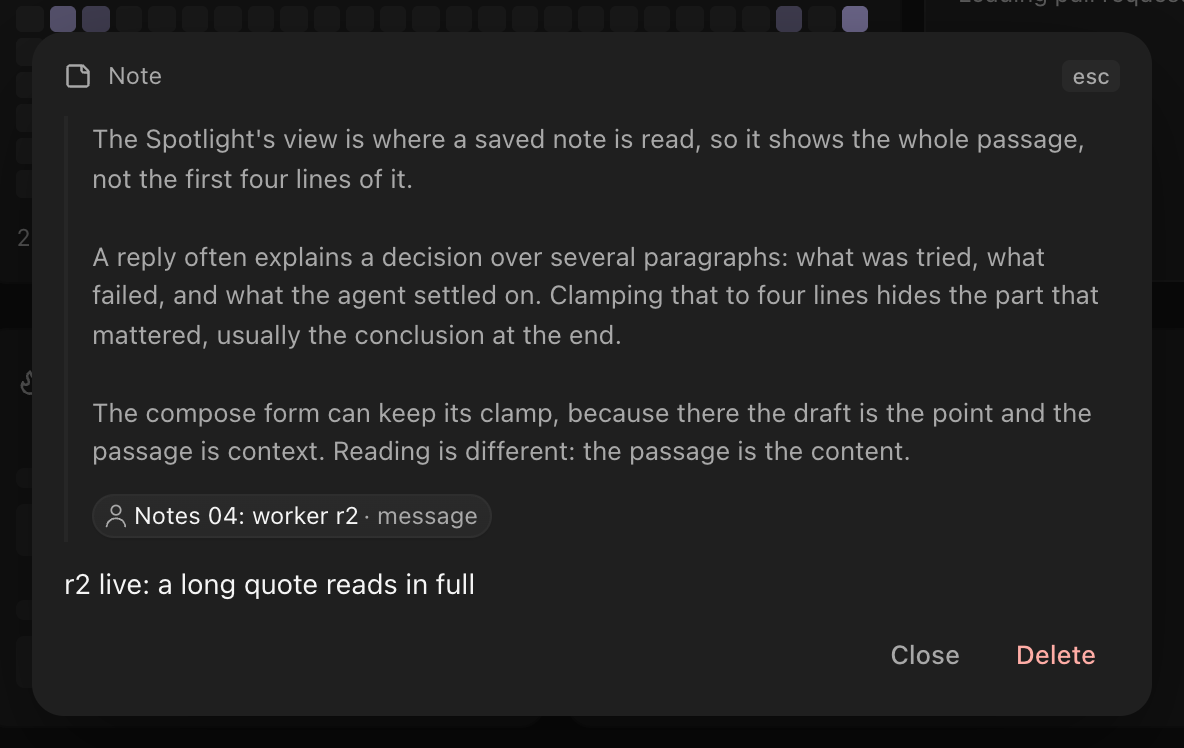 Loading pull reques
Note
esc
The Spotlight's view is where a saved note is read, so it shows the whole passage,
not the first four lines of it.
A reply often explains a decision over several paragraphs: what was tried, what
failed, and what the agent settled on. Clamping that to four lines hides the part that
mattered, usually the conclusion at the end.
The compose form can keep its clamp, because there the draft is the point and the
passage is context. Reading is different: the passage is the content.
Notes 04: worker r2 · message
r2 live: a long quote reads in full
Close
Delete
2